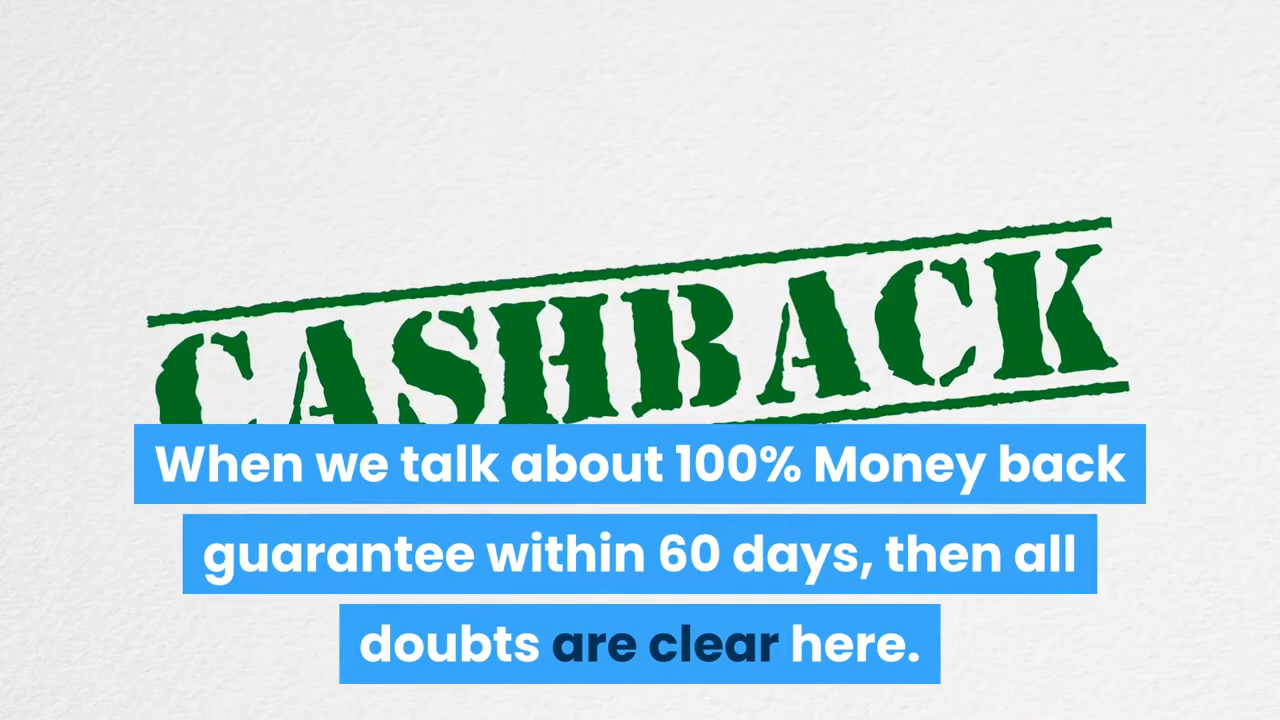 CASHBACK
When we talk about 100% Money back
guarantee within 60 days, then all
doubts are clear here.